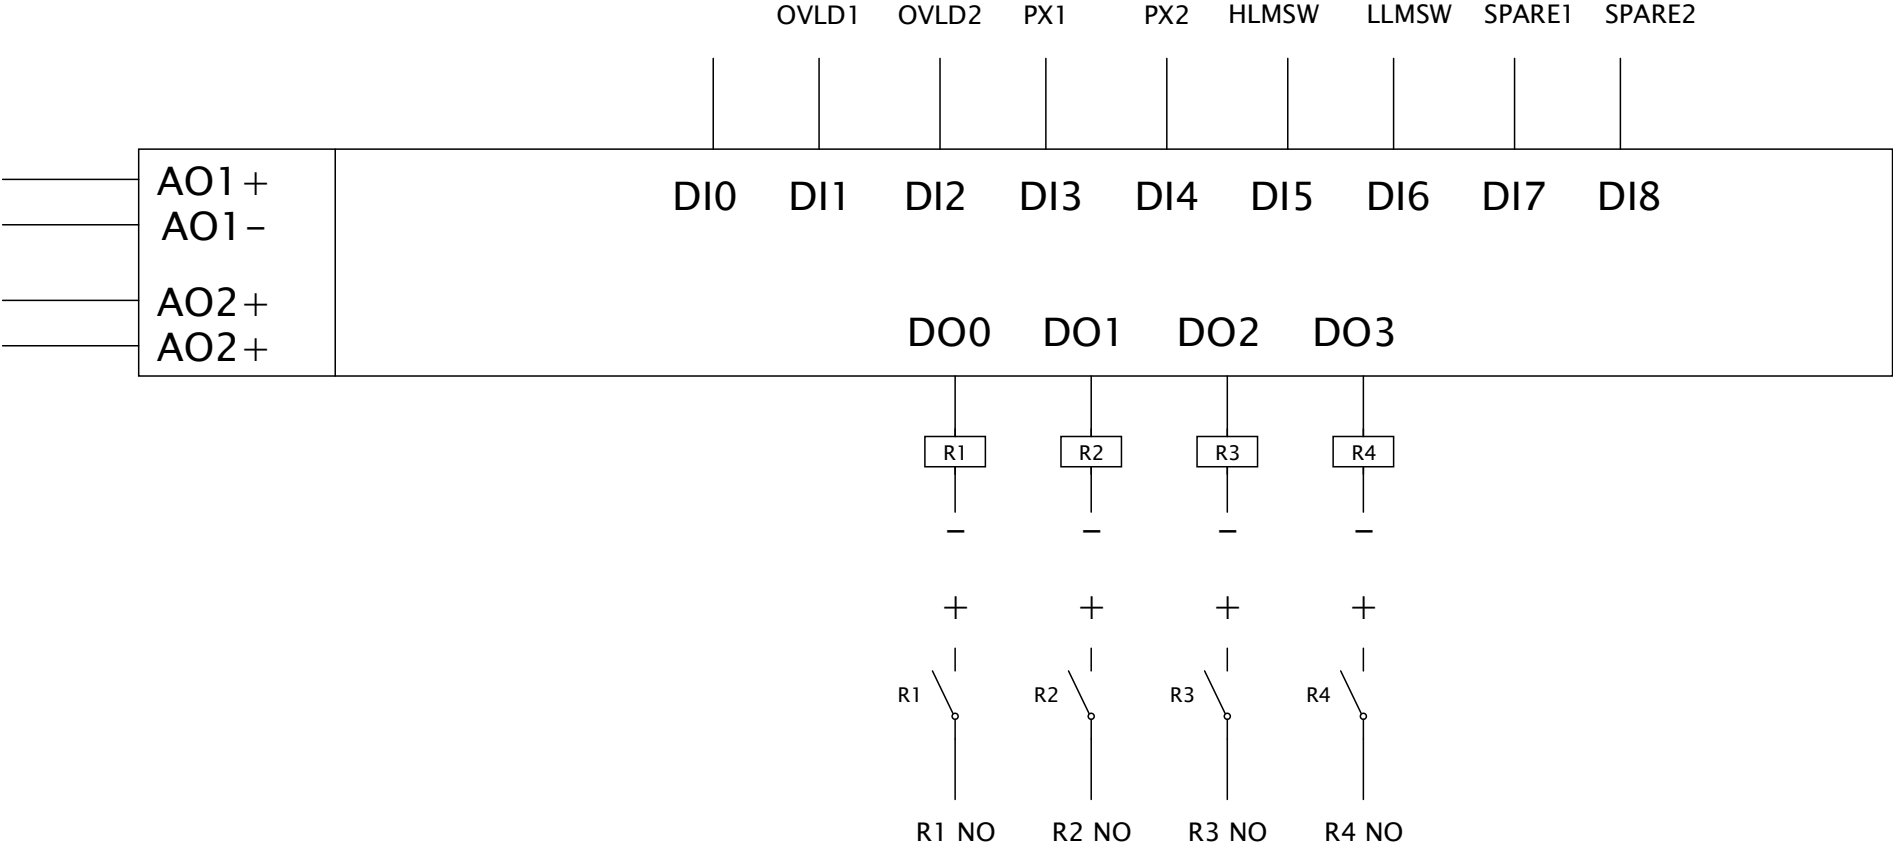 OVLD1 OVLD2 PX1 PX2 HLMSW LLMSW SPARE1 SPARE2
AO1+
AO1-
AO2+
AO2+
DI0 DI1 DI2 DI3 DI4 DI5 DI6 DI7 DI8
DO0 DO1 DO2 DO3
R1 R2 R3 R4
- - - -
+ + + +
R1 R2 R3 R4
R1 NO R2 NO R3 NO R4 NO